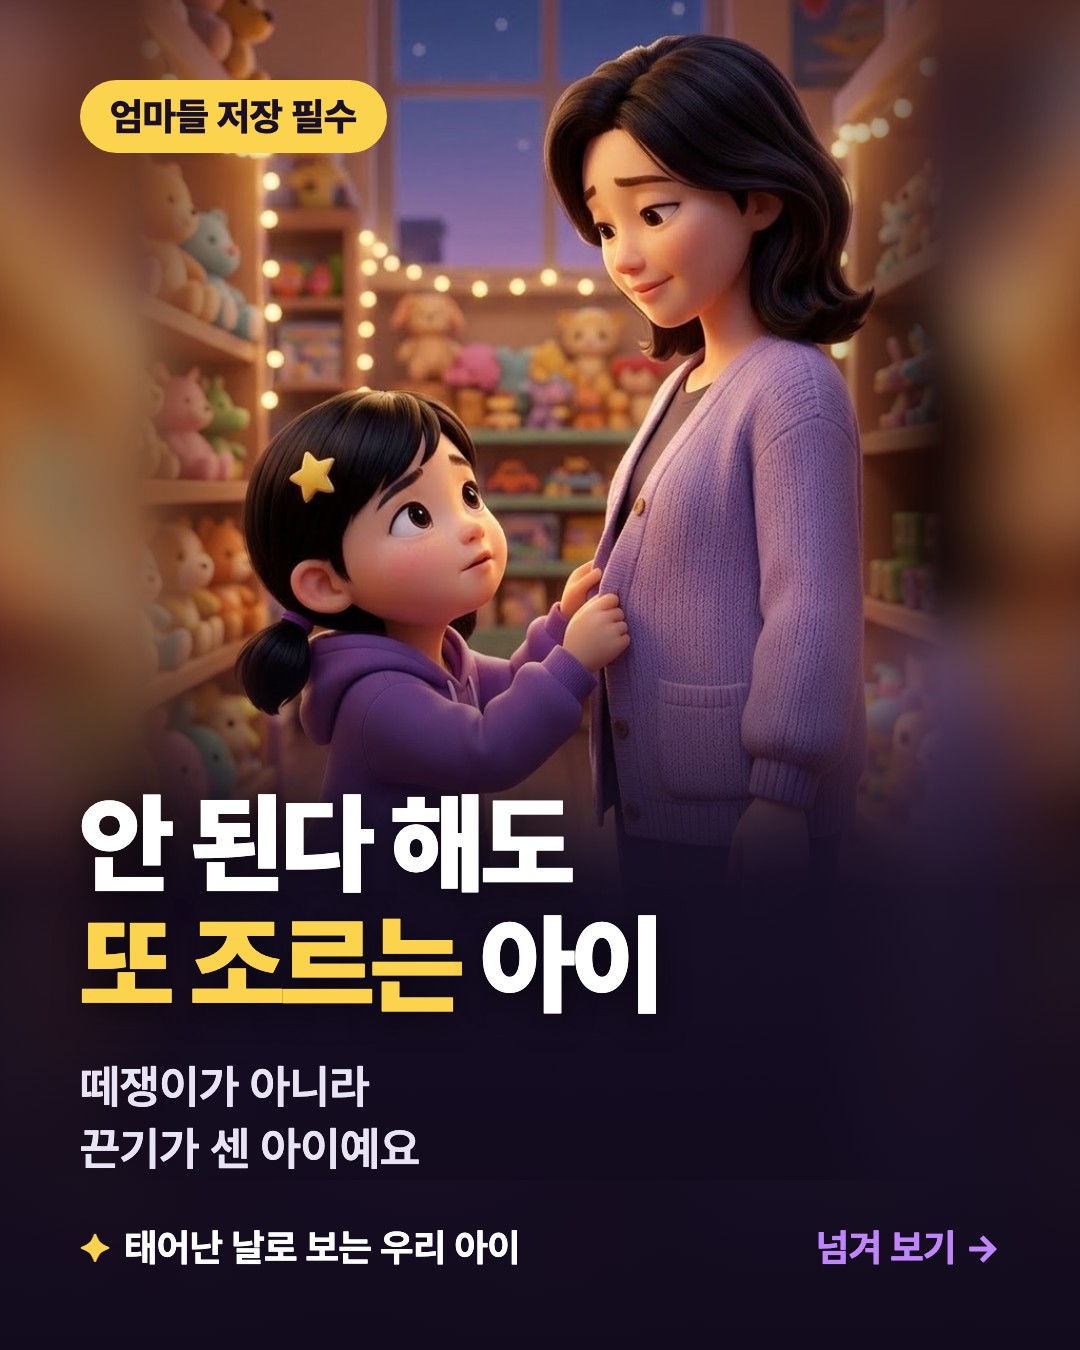 엄마들 저장 필수
안 된다 해도
또 조르는 아이
떼쟁이가 아니라
끈기가 센 아이예요
태어난 날로 보는 우리 아이
넘겨 보기 →